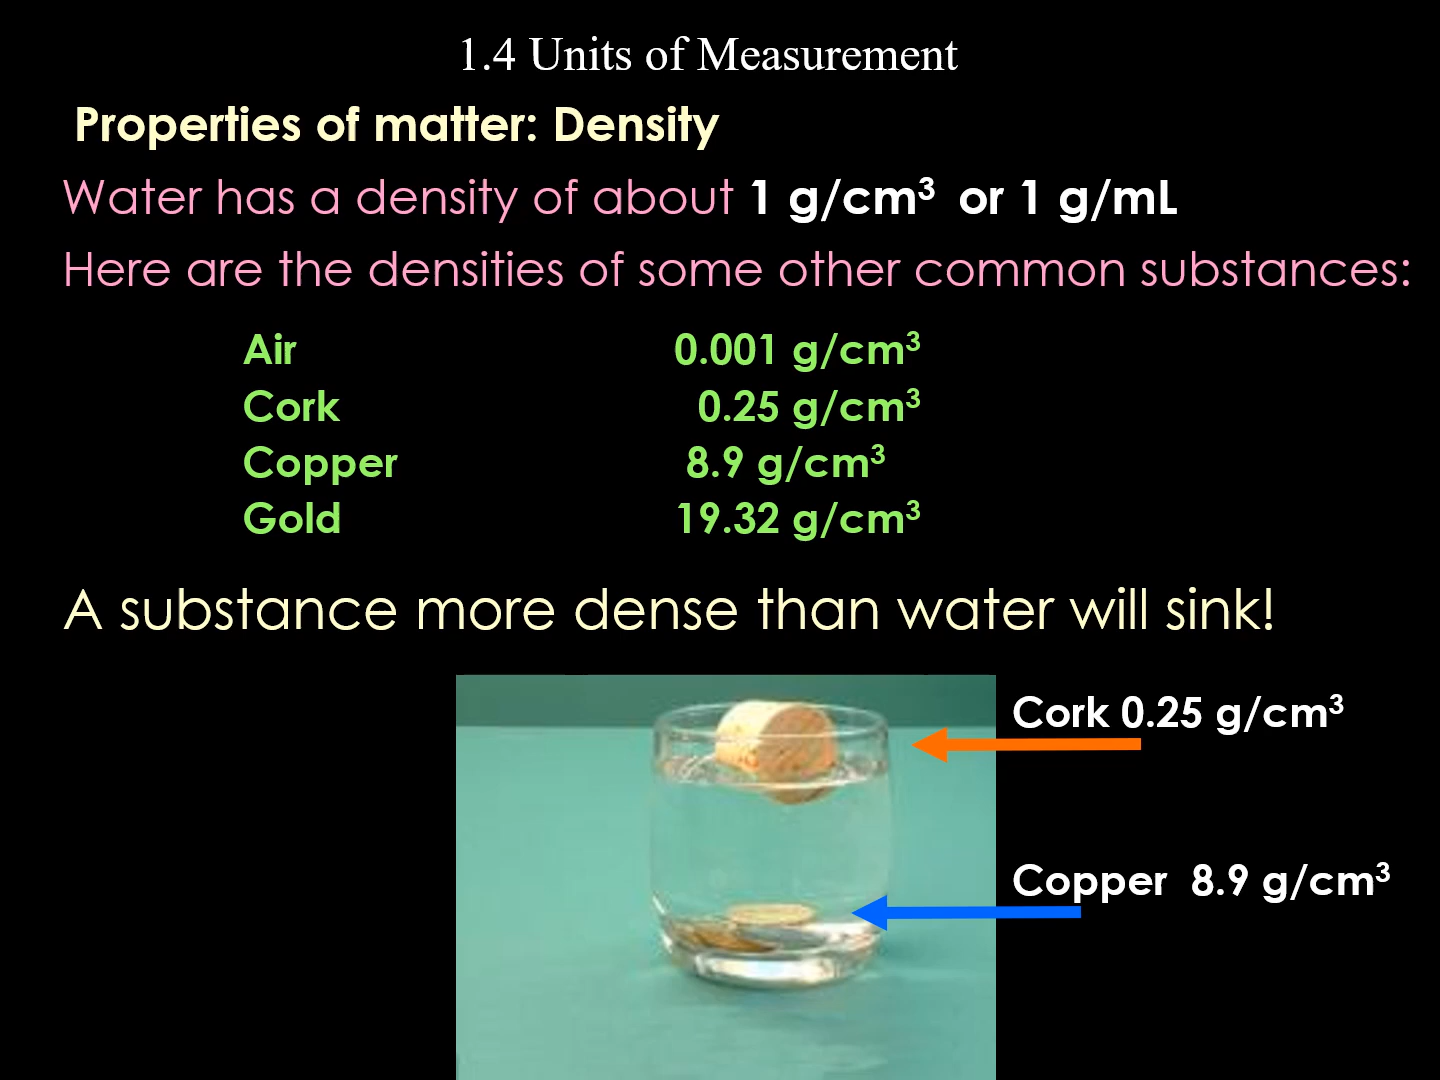 1.4 Units of Measurement
Properties of matter: Density
Water has a density of about 1 g/cm³ or 1 g/mL
Here are the densities of some other common substances:
Air 0.001 g/cm³
Cork 0.25 g/cm³
Copper 8.9 g/cm³
Gold 19.32 g/cm³
A substance more dense than water will sink!
Cork 0.25 g/cm³
Copper 8.9 g/cm³